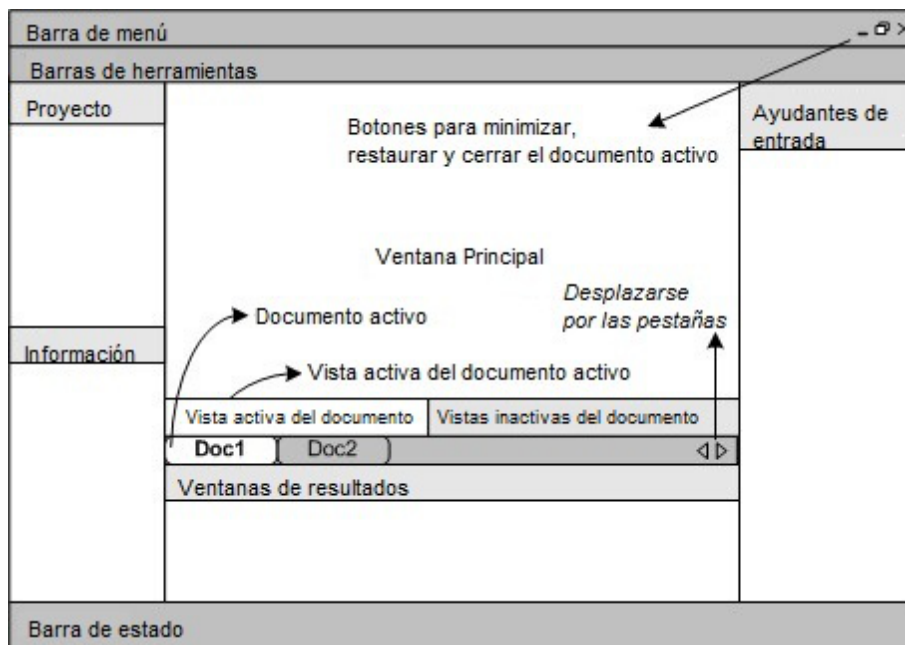 Barra de menú
Barras de herramientas
Proyecto
Botones para minimizar,
restaurar y cerrar el documento activo
Ayudantes de
entrada
Ventana Principal
Desplazarse
por las pestañas
Documento activo
Información
Vista activa del documento activo
Vista activa del documento
Vistas inactivas del documento
Doc1
Doc2
Ventanas de resultados
Barra de estado